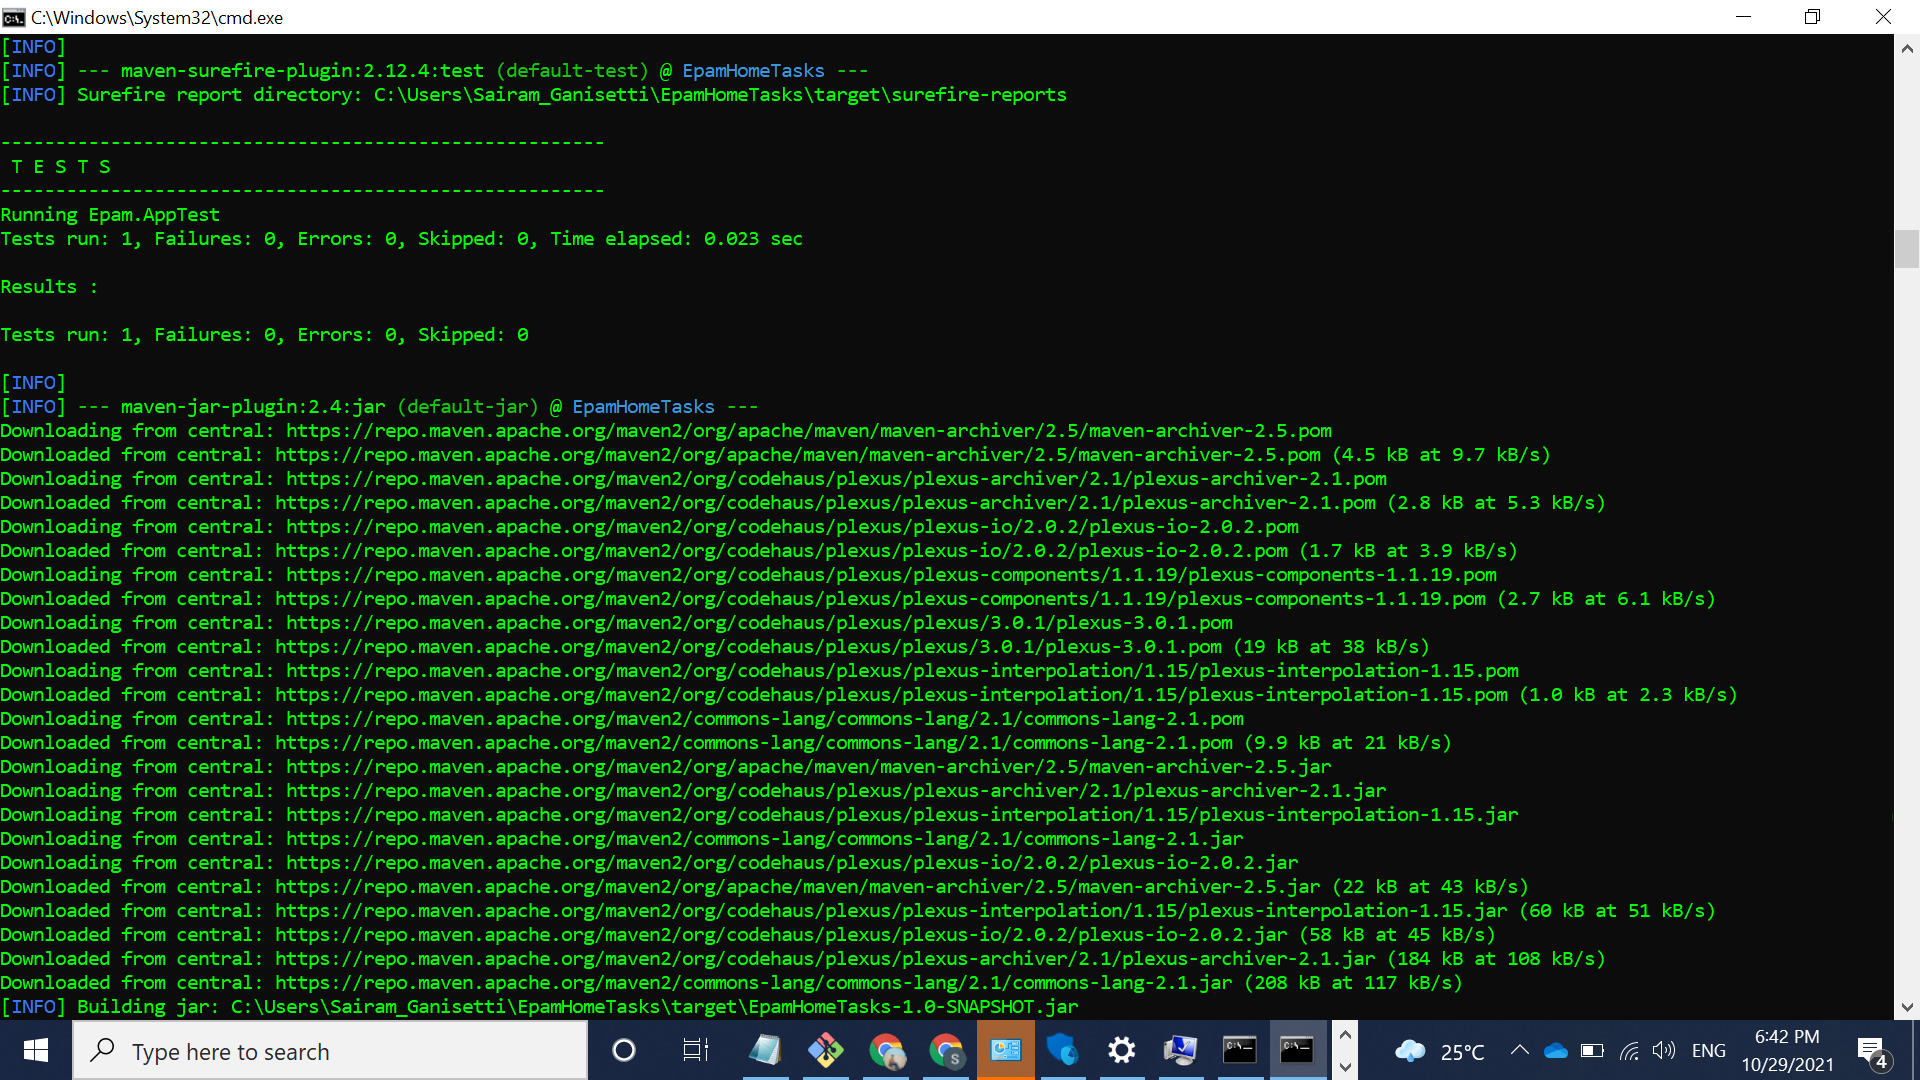 C:\Windows\System32\cmd.exe
[INFO]
[INFO] --- maven-surefire-plugin:2.12.4:test (default-test) @ EpamHomeTasks ---
[INFO] Surefire report directory: C:\Users\Sairam_Ganisetti\EpamHomeTasks\target\surefire-reports
-------------------------------------------------------
T E S T S
-------------------------------------------------------
Running Epam.AppTest
Tests run: 1, Failures: 0, Errors: 0, Skipped: 0, Time elapsed: 0.023 sec
Results :
Tests run: 1, Failures: 0, Errors: 0, Skipped: 0
[INFO]
[INFO] --- maven-jar-plugin:2.4:jar (default-jar) @ EpamHomeTasks ---
Downloading from central: https://repo.maven.apache.org/maven2/org/apache/maven/maven-archiver/2.5/maven-archiver-2.5.pom
Downloaded from central: https://repo.maven.apache.org/maven2/org/apache/maven/maven-archiver/2.5/maven-archiver-2.5.pom (4.5 kB at 9.7 kB/s)
Downloading from central: https://repo.maven.apache.org/maven2/org/codehaus/plexus/plexus-archiver/2.1/plexus-archiver-2.1.pom
Downloaded from central: https://repo.maven.apache.org/maven2/org/codehaus/plexus/plexus-archiver/2.1/plexus-archiver-2.1.pom (2.8 kB at 5.3 kB/s)
Downloading from central: https://repo.maven.apache.org/maven2/org/codehaus/plexus/plexus-io/2.0.2/plexus-io-2.0.2.pom
Downloaded from central: https://repo.maven.apache.org/maven2/org/codehaus/plexus/plexus-io/2.0.2/plexus-io-2.0.2.pom (1.7 kB at 3.9 kB/s)
Downloading from central: https://repo.maven.apache.org/maven2/org/codehaus/plexus/plexus-components/1.1.19/plexus-components-1.1.19.pom
Downloaded from central: https://repo.maven.apache.org/maven2/org/codehaus/plexus/plexus-components/1.1.19/plexus-components-1.1.19.pom (2.7 kB at 6.1 kB/s)
Downloading from central: https://repo.maven.apache.org/maven2/org/codehaus/plexus/plexus/3.0.1/plexus-3.0.1.pom
Downloaded from central: https://repo.maven.apache.org/maven2/org/codehaus/plexus/plexus/3.0.1/plexus-3.0.1.pom (19 kB at 38 kB/s)
Downloading from central: https://repo.maven.apache.org/maven2/org/codehaus/plexus/plexus-interpolation/1.15/plexus-interpolation-1.15.pom
Downloaded from central: https://repo.maven.apache.org/maven2/org/codehaus/plexus/plexus-interpolation/1.15/plexus-interpolation-1.15.pom (1.0 kB at 2.3 kB/s)
Downloading from central: https://repo.maven.apache.org/maven2/commons-lang/commons-lang/2.1/commons-lang-2.1.pom
Downloaded from central: https://repo.maven.apache.org/maven2/commons-lang/commons-lang/2.1/commons-lang-2.1.pom (9.9 kB at 21 kB/s)
Downloading from central: https://repo.maven.apache.org/maven2/org/apache/maven/maven-archiver/2.5/maven-archiver-2.5.jar
Downloading from central: https://repo.maven.apache.org/maven2/org/codehaus/plexus/plexus-archiver/2.1/plexus-archiver-2.1.jar
Downloading from central: https://repo.maven.apache.org/maven2/org/codehaus/plexus/plexus-interpolation/1.15/plexus-interpolation-1.15.jar
Downloading from central: https://repo.maven.apache.org/maven2/commons-lang/commons-lang/2.1/commons-lang-2.1.jar
Downloading from central: https://repo.maven.apache.org/maven2/org/codehaus/plexus/plexus-io/2.0.2/plexus-io-2.0.2.jar
Downloaded from central: https://repo.maven.apache.org/maven2/org/apache/maven/maven-archiver/2.5/maven-archiver-2.5.jar (22 kB at 43 kB/s)
Downloaded from central: https://repo.maven.apache.org/maven2/org/codehaus/plexus/plexus-interpolation/1.15/plexus-interpolation-1.15.jar (60 kB at 51 kB/s)
Downloaded from central: https://repo.maven.apache.org/maven2/org/codehaus/plexus/plexus-io/2.0.2/plexus-io-2.0.2.jar (58 kB at 45 kB/s)
Downloaded from central: https://repo.maven.apache.org/maven2/org/codehaus/plexus/plexus-archiver/2.1/plexus-archiver-2.1.jar (184 kB at 108 kB/s)
Downloaded from central: https://repo.maven.apache.org/maven2/commons-lang/commons-lang/2.1/commons-lang-2.1.jar (208 kB at 117 kB/s)
[INFO] Building jar: C:\Users\Sairam_Ganisetti\EpamHomeTasks\target\EpamHomeTasks-1.0-SNAPSHOT.jar
Type here to search
25°C
ENG
6:42 PM
10/29/2021
4